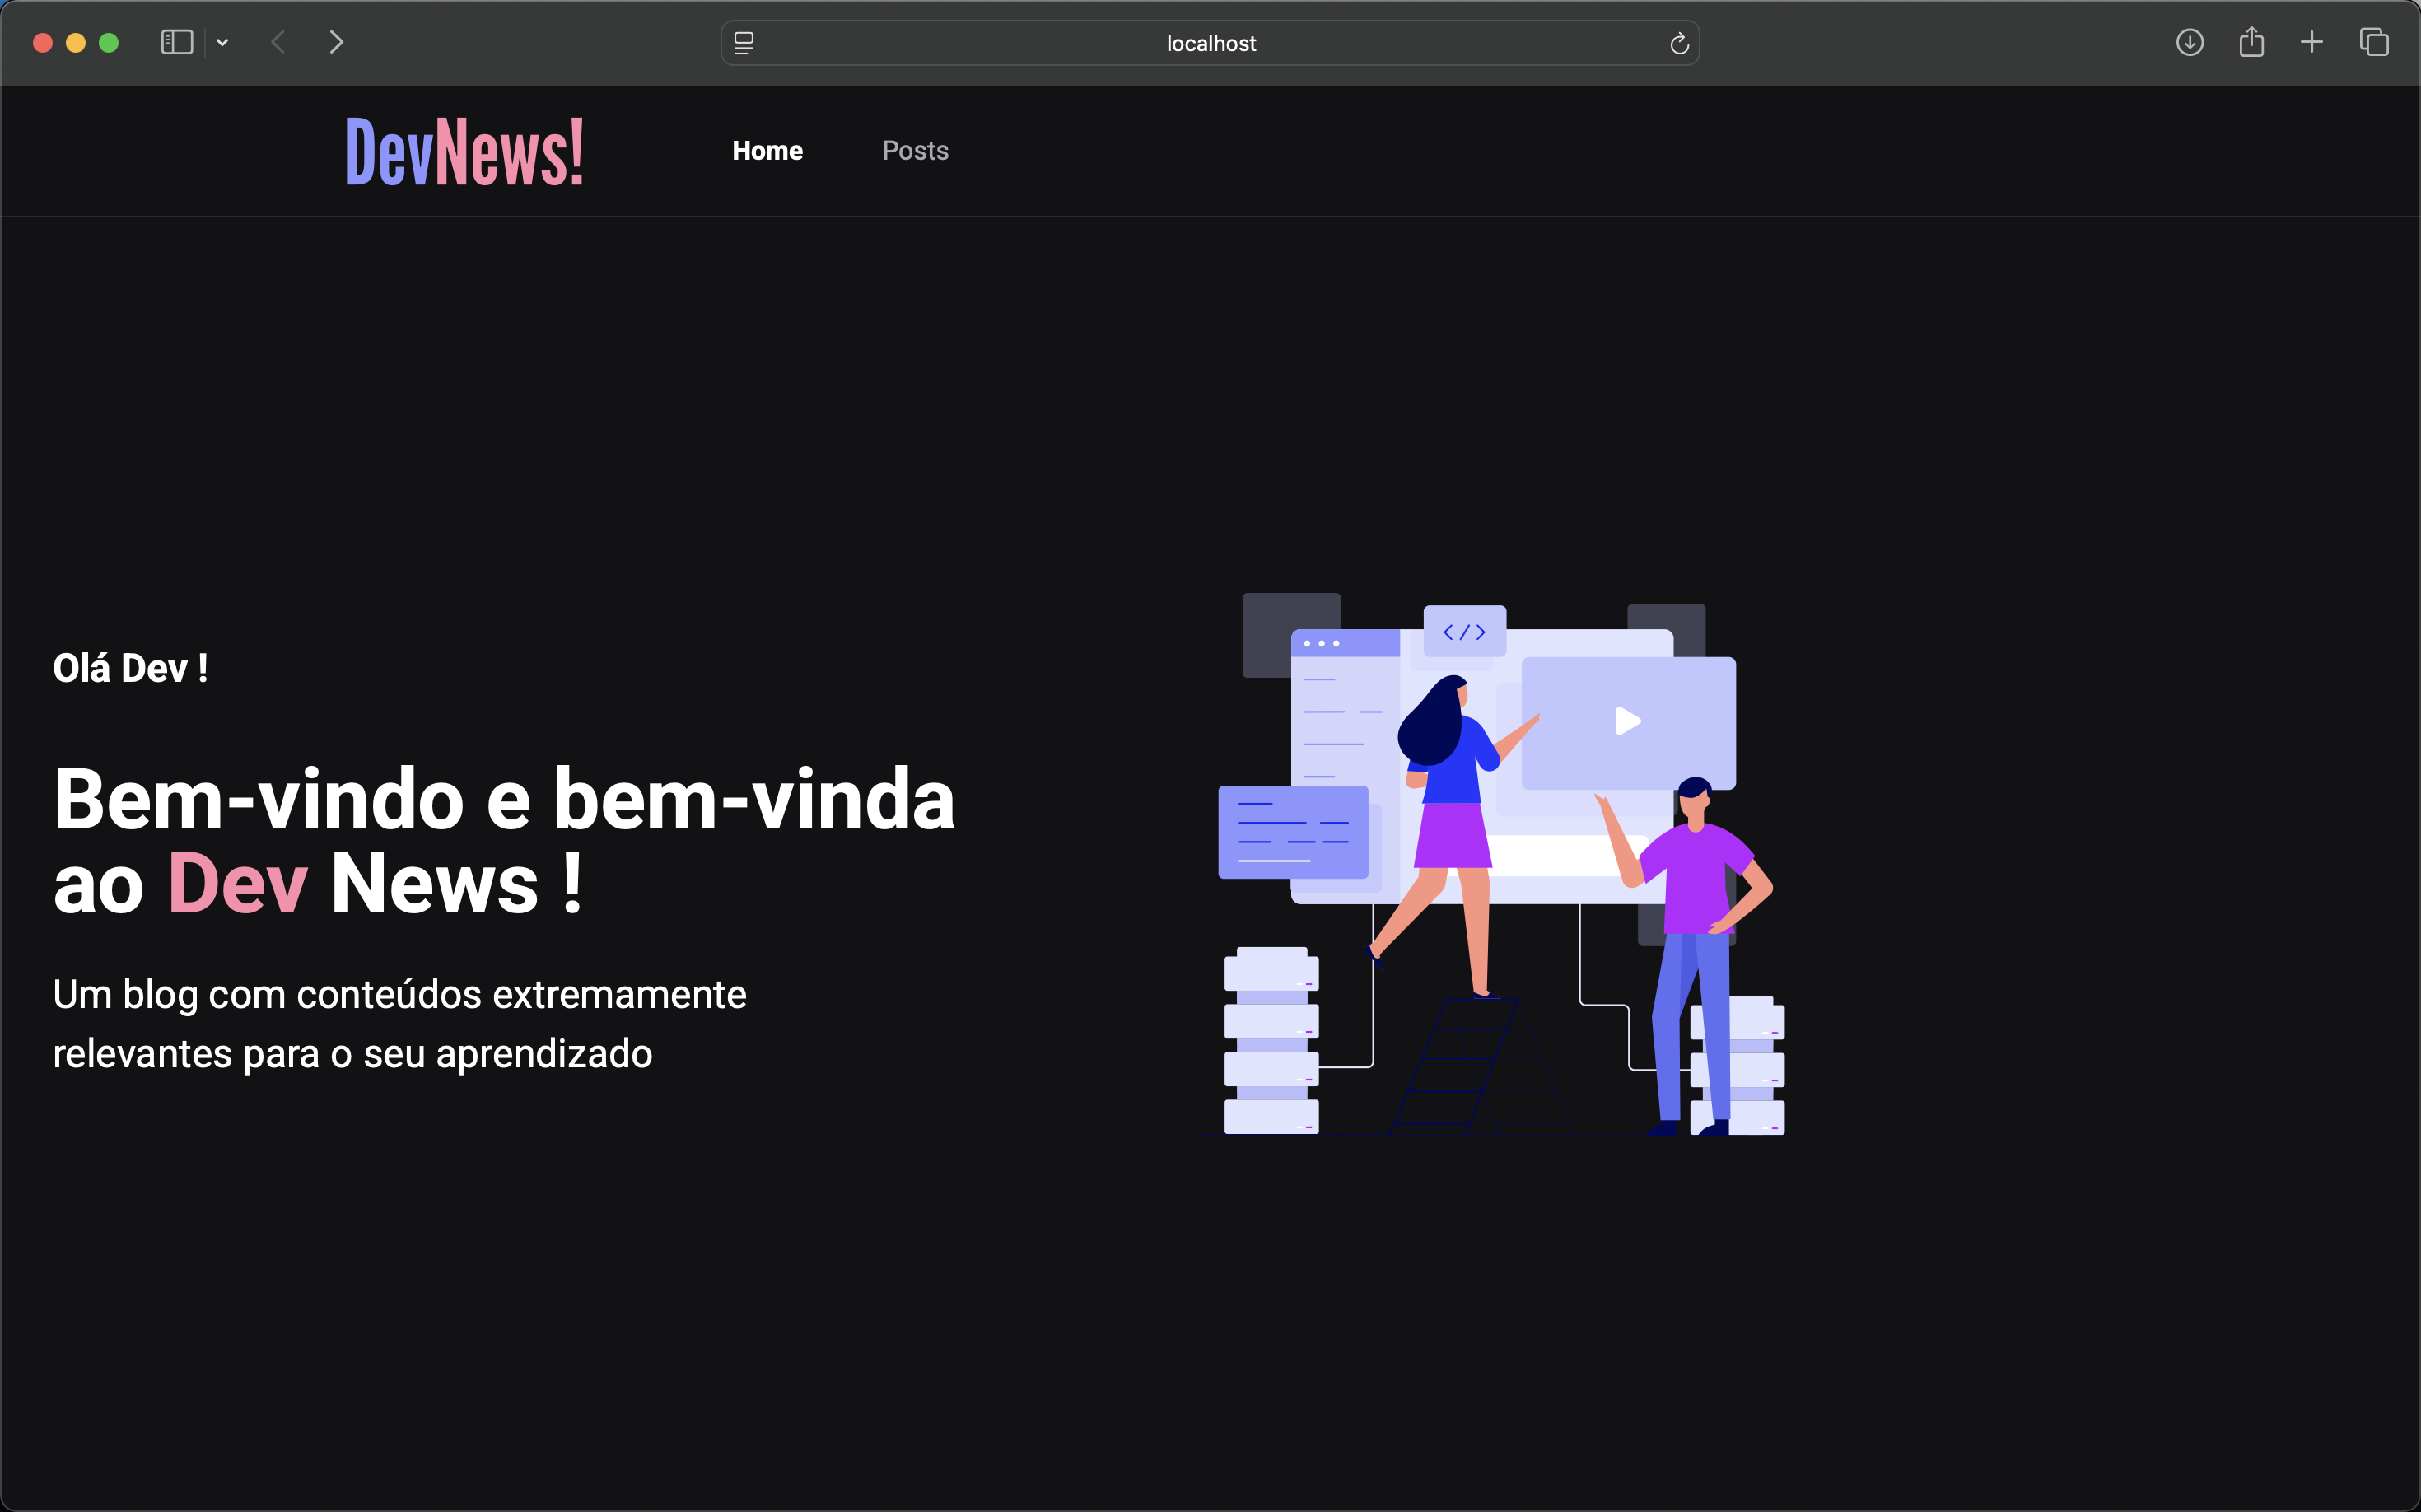 localhost
DevNews!
Home
Posts
</>
Olá Dev !
Bem-vindo e bem-vinda
ao Dev News !
Um blog com conteúdos extremamente
relevantes para o seu aprendizado